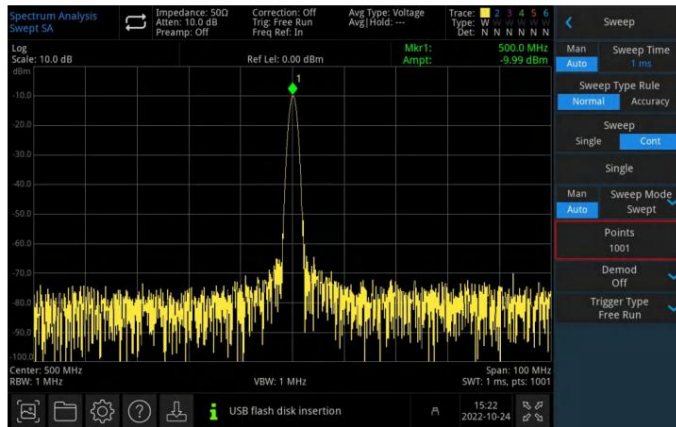 Spectrum Analysis
Swept SA
Impedance: 50Ω
Atten: 10.0 dB
Preamp: Off
Correction: Off
Trig: Free Run
Freq Ref: In
Avg Type: Voltage
Avg|Hold: ---
Trace: 1 2 3 4 5 6
Type: W W W W W W
Det: N N N N N N
Log
Scale: 10.0 dB
Ref Lel: 0.00 dBm
Mkr1: 500.0 MHz
Ampt: -9.99 dBm
dBm
1
-10.0
-20.0
-30.0
-40.0
-50.0
-60.0
-70.0
-80.0
-90.0
-100.0
Center: 500 MHz
RBW: 1 MHz
VBW: 1 MHz
Span: 100 MHz
SWT: 1 ms, pts: 1001
USB flash disk insertion
15:22
2022-10-24
Sweep
Man
Auto
Sweep Time
1 ms
Sweep Type Rule
Normal Accuracy
Sweep
Single Cont
Single
Man
Auto
Sweep Mode
Swept
Points
1001
Demod
Off
Trigger Type
Free Run